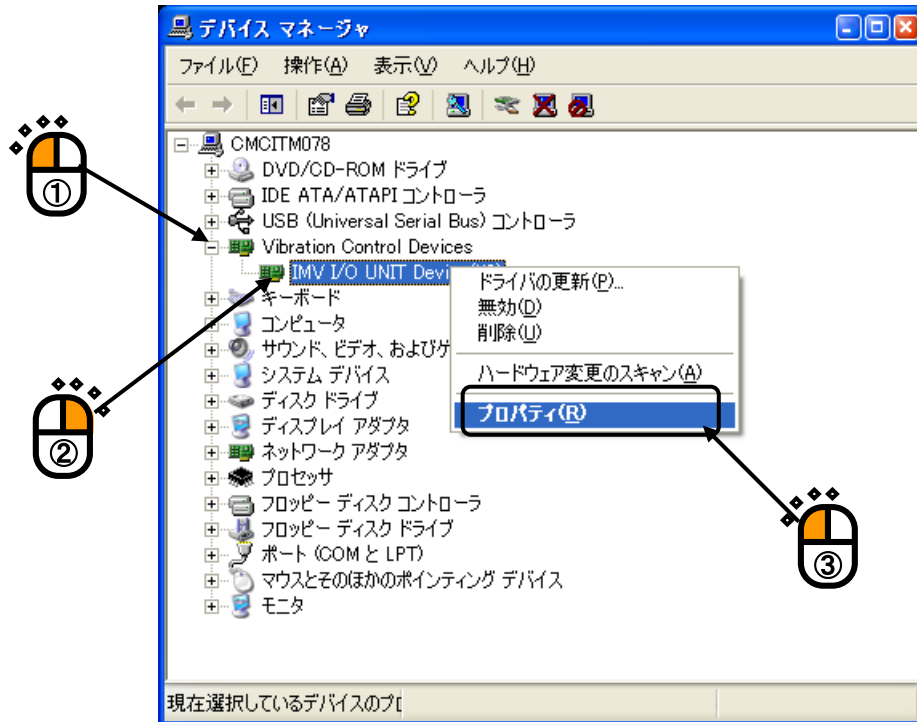 デバイス マネージャ
ファイル(F) 操作(A) 表示(V) ヘルプ(H)
CMCITM078
DVD/CD-ROM ドライブ
IDE ATA/ATAPI コントローラ
①
USB (Universal Serial Bus) コントローラ
Vibration Control Devices
IMV I/O UNIT Devi
ドライバの更新(P)...
無効(D)
削除(U)
ハードウェア変更のスキャン(A)
プロパティ(R)
キーボード
コンピュータ
サウンド、ビデオ、およびゲ
システム デバイス
ディスク ドライブ
ディスプレイ アダプタ
②
ネットワーク アダプタ
プロセッサ
フロッピー ディスク コントローラ
フロッピー ディスク ドライブ
ポート (COM と LPT)
③
マウスとそのほかのポインティング デバイス
モニタ
現在選択しているデバイスのプ